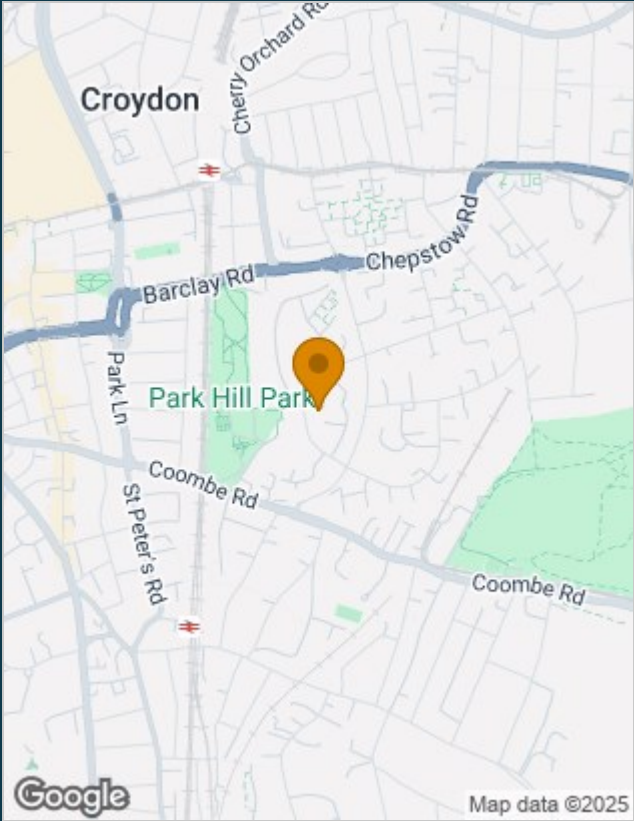 Cherry Orchard Rd
Croydon
Chepstow Rd
Barclay Rd
Park Ln
Park Hill Park
Coombe Rd
St Peter's Rd
Coombe Rd
Google
Map data ©2025